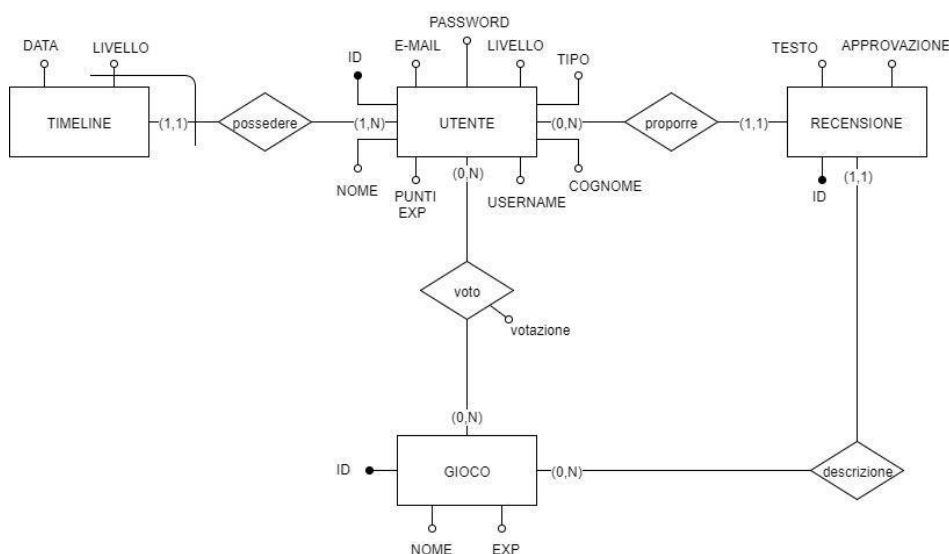 PASSWORD
DATA
LIVELLO
E-MAIL
LIVELLO
TESTO
APPROVAZIONE
ID
TIPO
TIMELINE
(1,1)
possedere
(1,N)
UTENTE
(0,N)
proporre
(1,1)
RECENSIONE
NOME
PUNTI
EXP
(0,N)
USERNAME
COGNOME
ID
(1,1)
voto
votazione
(0,N)
ID
GIOCO
(0,N)
descrizione
NOME
EXP